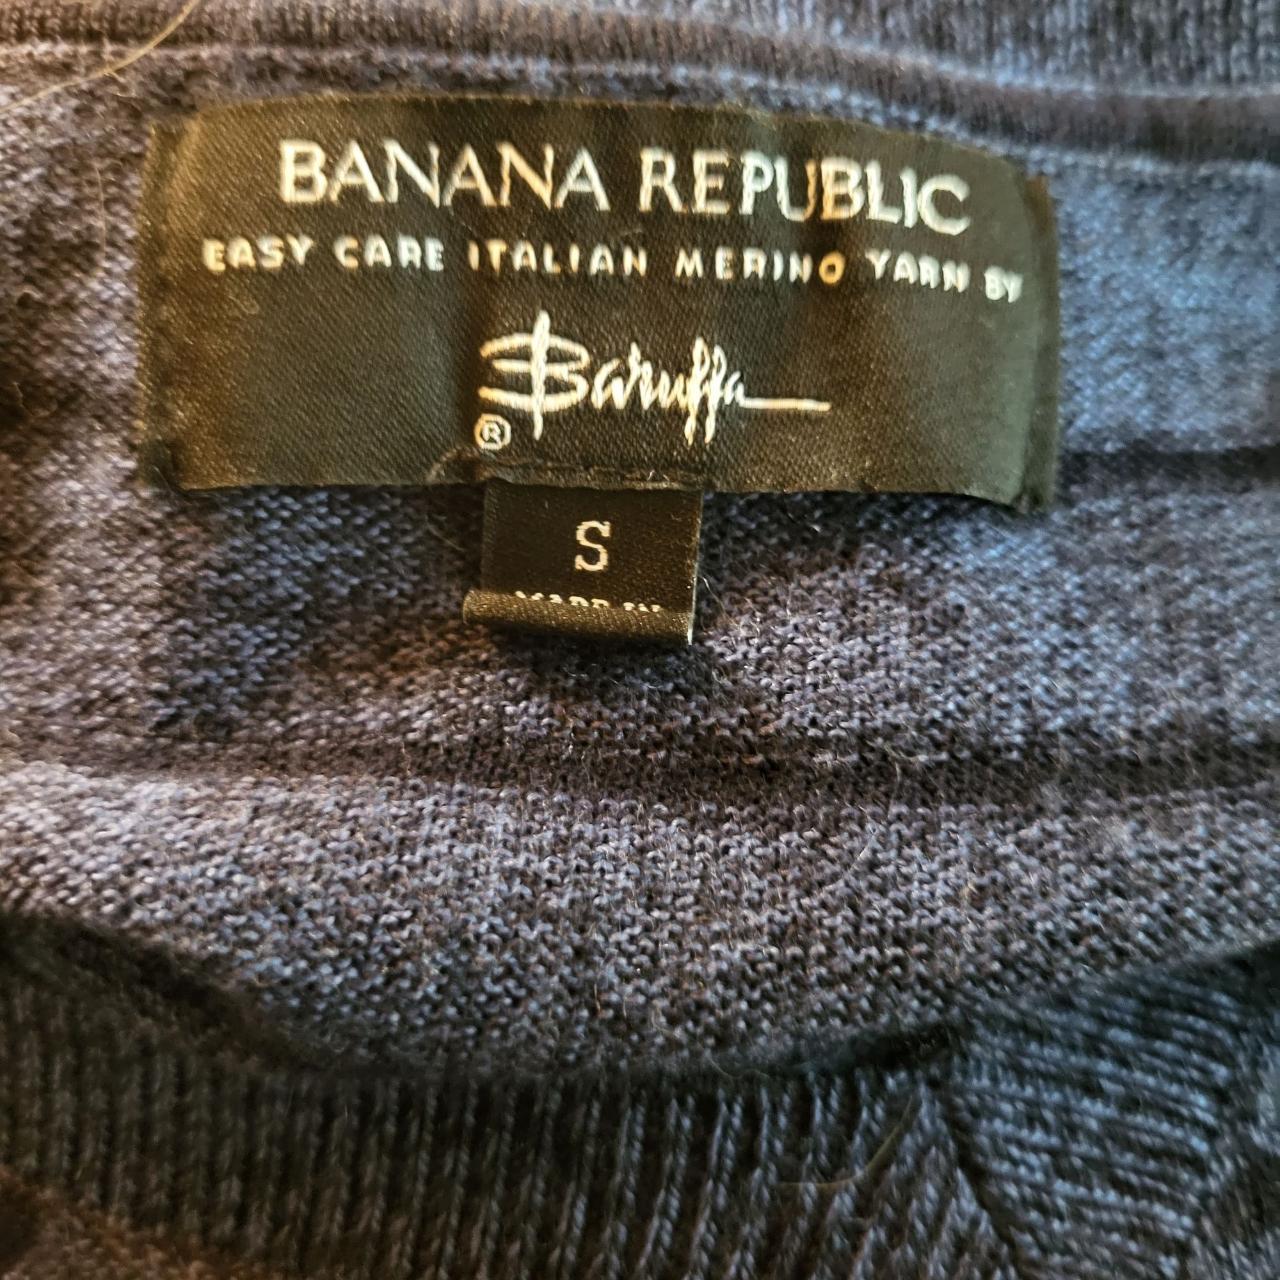 BANANA REPUBLIC
EASY CARE ITALIAN MERINO YARN BY
Baruffa
®
S